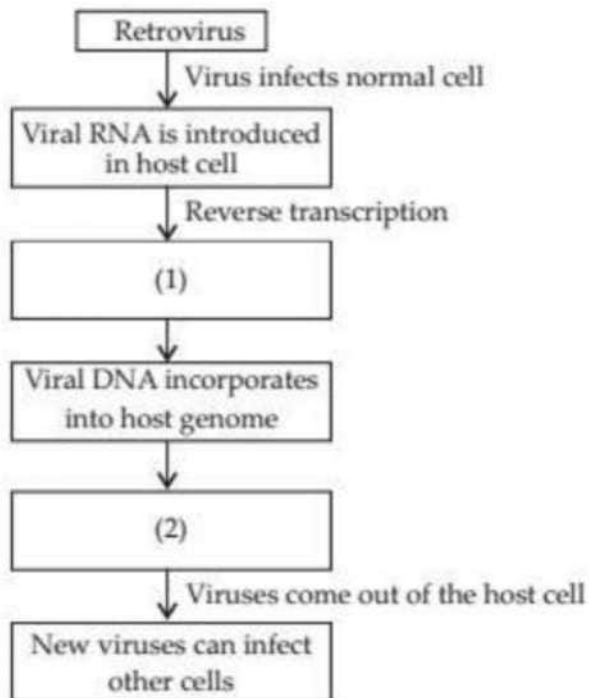 Retrovirus
Virus infects normal cell
Viral RNA is introduced
in host cell
Reverse transcription
(1)
Viral DNA incorporates
into host genome
(2)
Viruses come out of the host cell
New viruses can infect
other cells